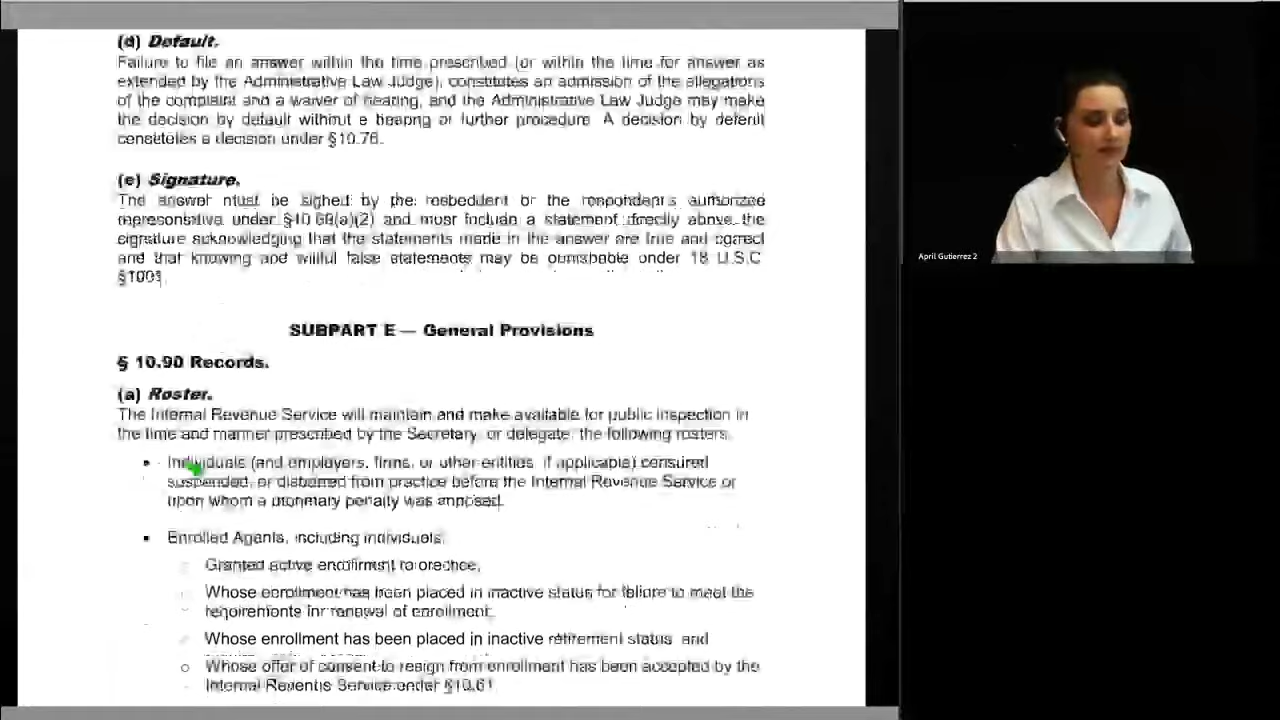 (d) Default.
Failure to file an answer within the time prescribed (or within the time for answer as
extended by the Administrative Law Judge), constitutes an admission of the allegations
of the complaint and a waiver of hearing, and the Administrative Law Judge may make
the decision by default without a hearing or further procedure. A decision by default
constitutes a decision under §10.76.
(e) Signature.
The answer must be signed by the respondent or the respondent's authorized
representative under §10.69(a)(2) and must include a statement directly above the
signature acknowledging that the statements made in the answer are true and correct
and that knowing and willful false statements may be punishable under 18 U.S.C.
§1001.
SUBPART E — General Provisions
§ 10.90 Records.
(a) Roster.
The Internal Revenue Service will maintain and make available for public inspection in
the time and manner prescribed by the Secretary, or delegate, the following rosters.
• Individuals (and employers, firms, or other entities, if applicable) censured
suspended, or disbarred from practice before the Internal Revenue Service or
upon whom a monetary penalty was imposed.
• Enrolled Agents, including individuals:
Granted active enrollment to practice;
Whose enrollment has been placed in inactive status for failure to meet the
requirements for renewal of enrollment;
Whose enrollment has been placed in inactive retirement status; and
o Whose offer of consent to resign from enrollment has been accepted by the
Internal Revenue Service under §10.61
April Gutierrez 2